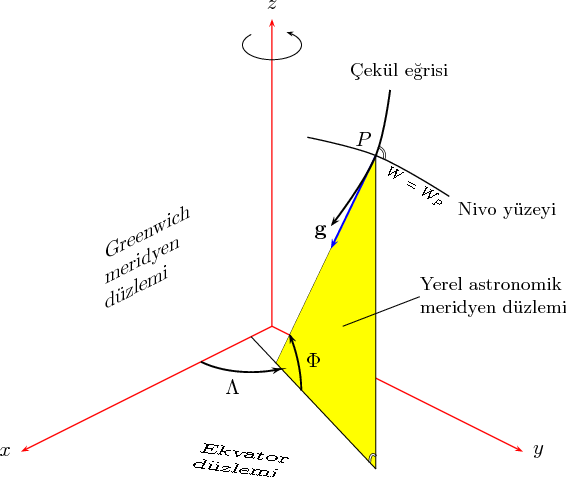 z
Çekül eğrisi
P
W = W_P
Nivo yüzeyi
g
Greenwich
meridyen
düzlemi
Yerel astronomik
meridyen düzlemi
Φ
Λ
x
y
Ekvator
düzlemi